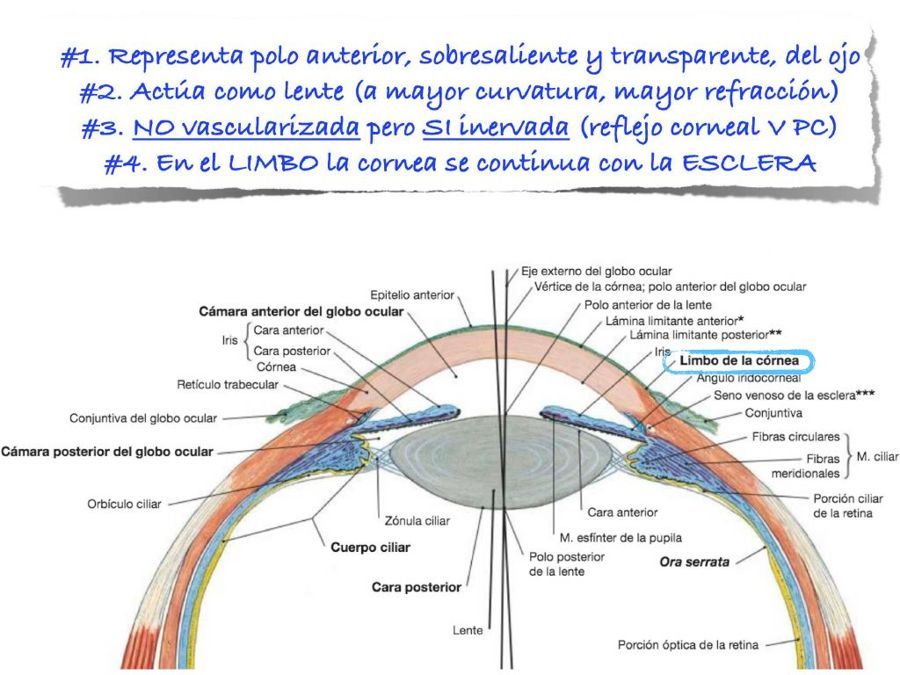 #1. Representa polo anterior, sobresaliente y transparente, del ojo
#2. Actúa como lente (a mayor curvatura, mayor refracción)
#3. NO vascularizada pero SI inervada (reflejo corneal V PC)
#4. En el LIMBO la cornea se continua con la ESCLERA
Eje externo del globo ocular
Vértice de la córnea; polo anterior del globo ocular
Epitelio anterior
Polo anterior de la lente
Cámara anterior del globo ocular
Lámina limitante anterior*
Iris
Cara anterior
Lámina limitante posterior**
Cara posterior
Iris
Limbo de la córnea
Córnea
Ángulo iridocorneal
Retículo trabecular
Seno venoso de la esclera***
Conjuntiva del globo ocular
Conjuntiva
Cámara posterior del globo ocular
Fibras circulares
M. ciliar
Fibras
meridionales
Orbículo ciliar
Porción ciliar
de la retina
Zónula ciliar
Cara anterior
Cuerpo ciliar
M. esfínter de la pupila
Polo posterior
de la lente
Ora serrata
Cara posterior
Lente
Porción óptica de la retina